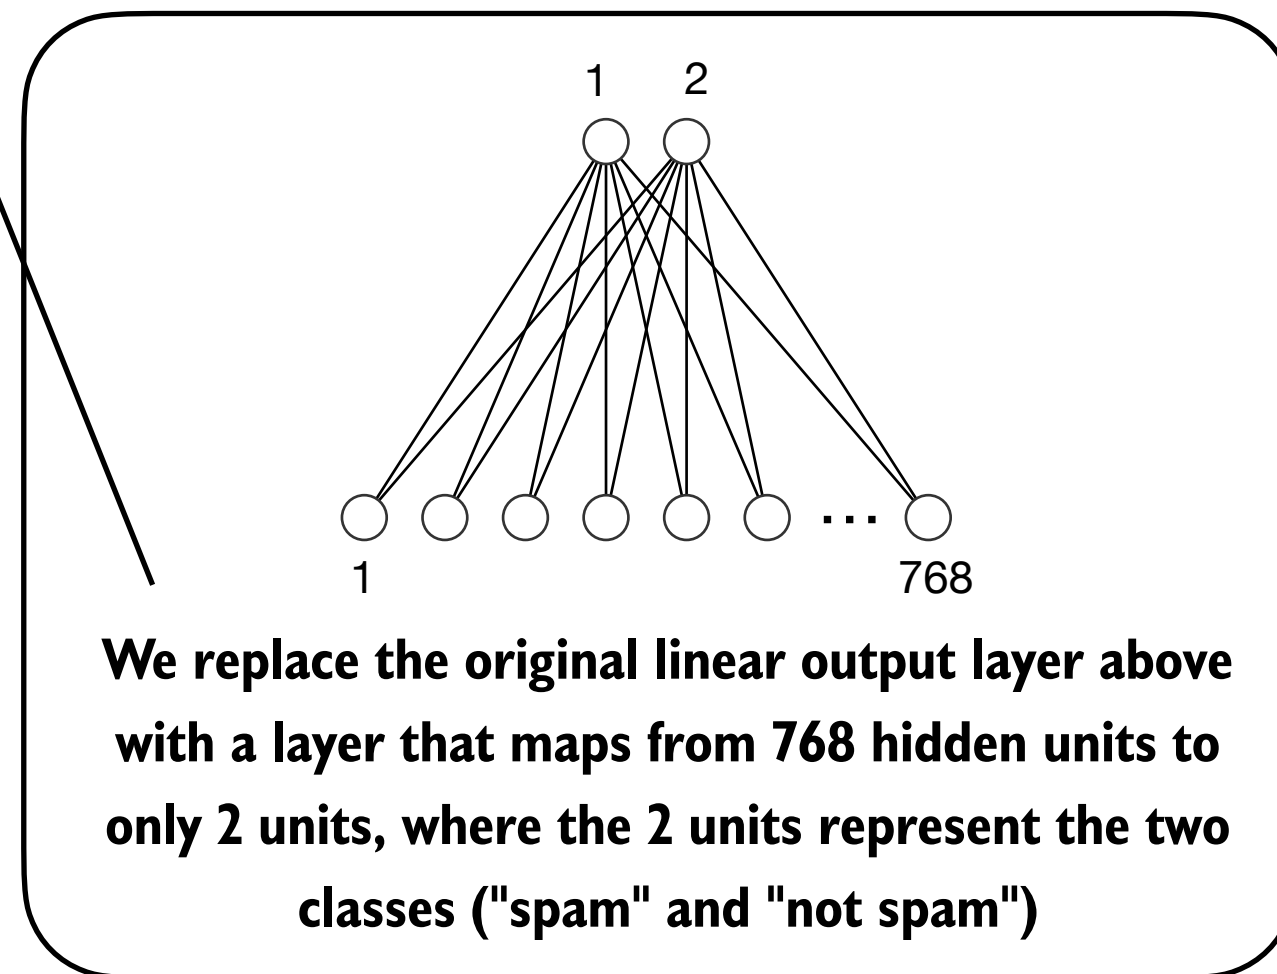 1 2
... 
1 768
We replace the original linear output layer above
with a layer that maps from 768 hidden units to
only 2 units, where the 2 units represent the two
classes ("spam" and "not spam")